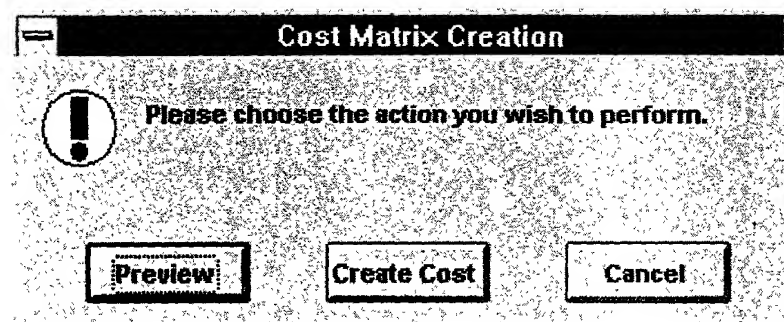 Cost Matrix Creation
Please choose the action you wish to perform.
Preview Create Cost Cancel